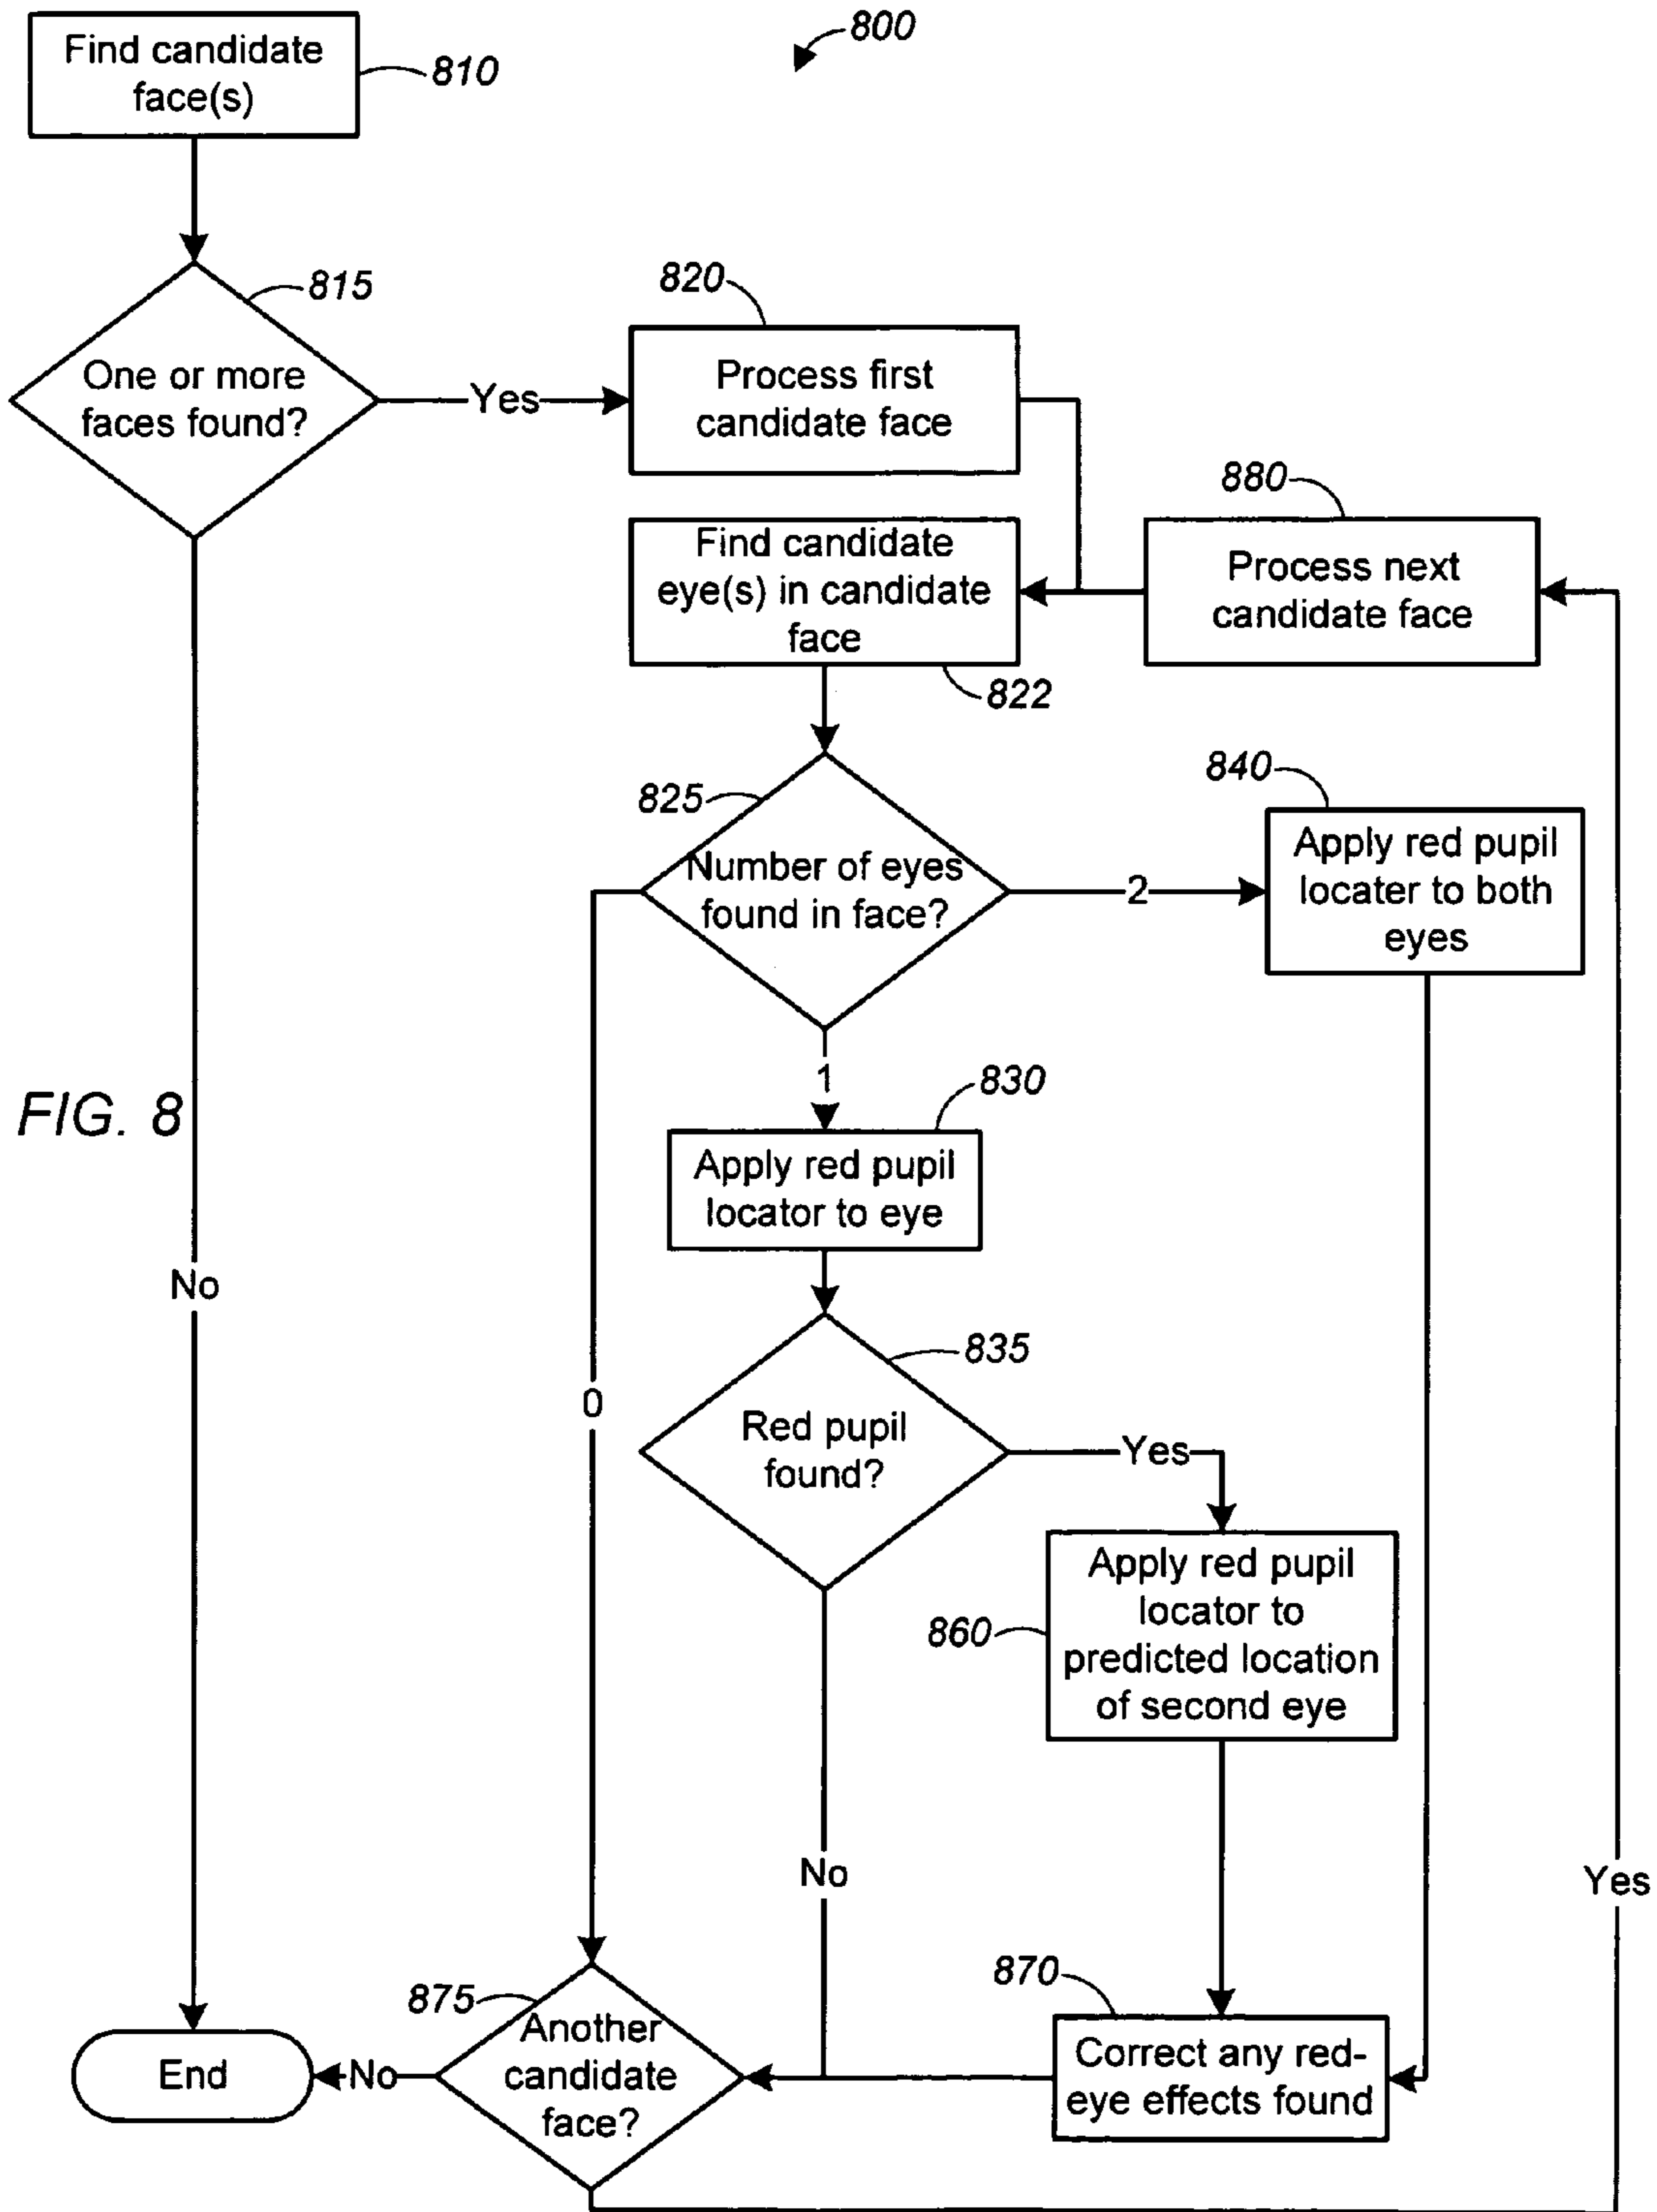 Find candidate
face(s)
810
800
One or more
faces found?
815
Yes
820
Process first
candidate face
880
Process next
candidate face
Find candidate
eye(s) in candidate
face
822
825
Number of eyes
found in face?
2
840
Apply red pupil
locater to both
eyes
1
830
Apply red pupil
locator to eye
FIG. 8
No
0
835
Red pupil
found?
Yes
860
Apply red pupil
locator to
predicted location
of second eye
No
Yes
870
Correct any red-
eye effects found
875
Another
candidate
face?
No
End